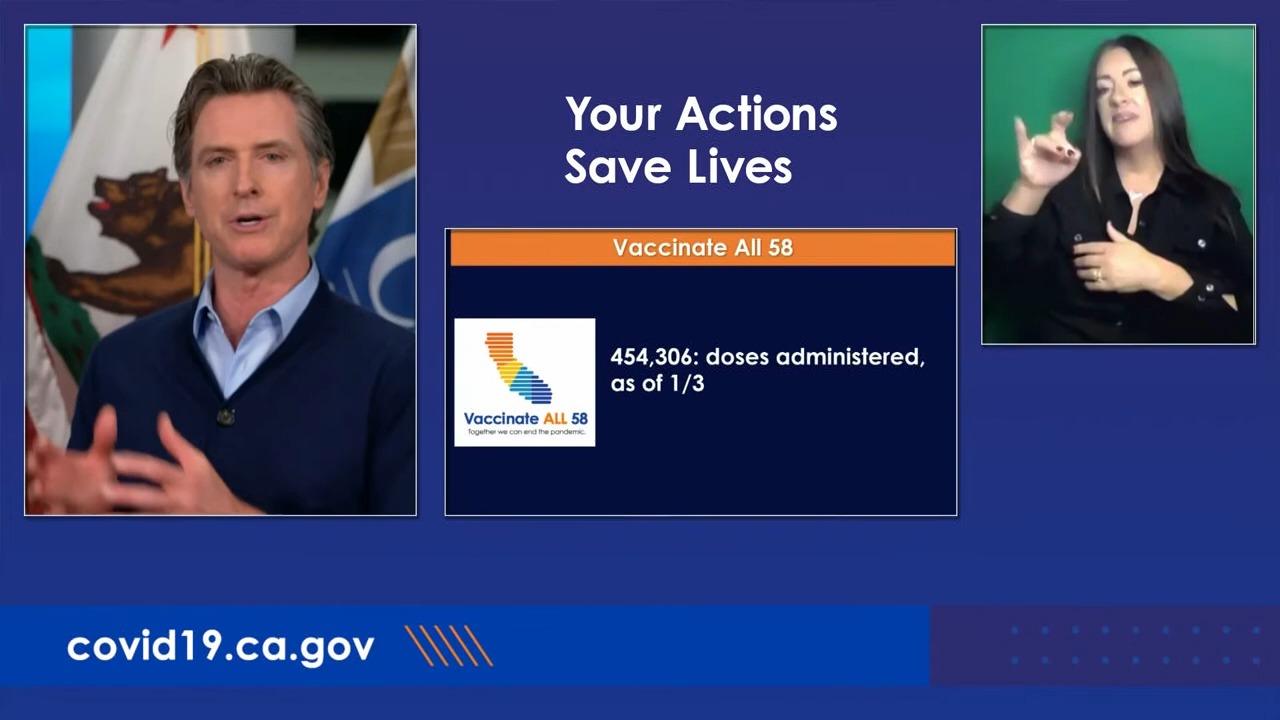 Your Actions
Save Lives
Vaccinate All 58
454,306: doses administered,
as of 1/3
Vaccinate ALL 58
Together we can end the pandemic.
covid19.ca.gov